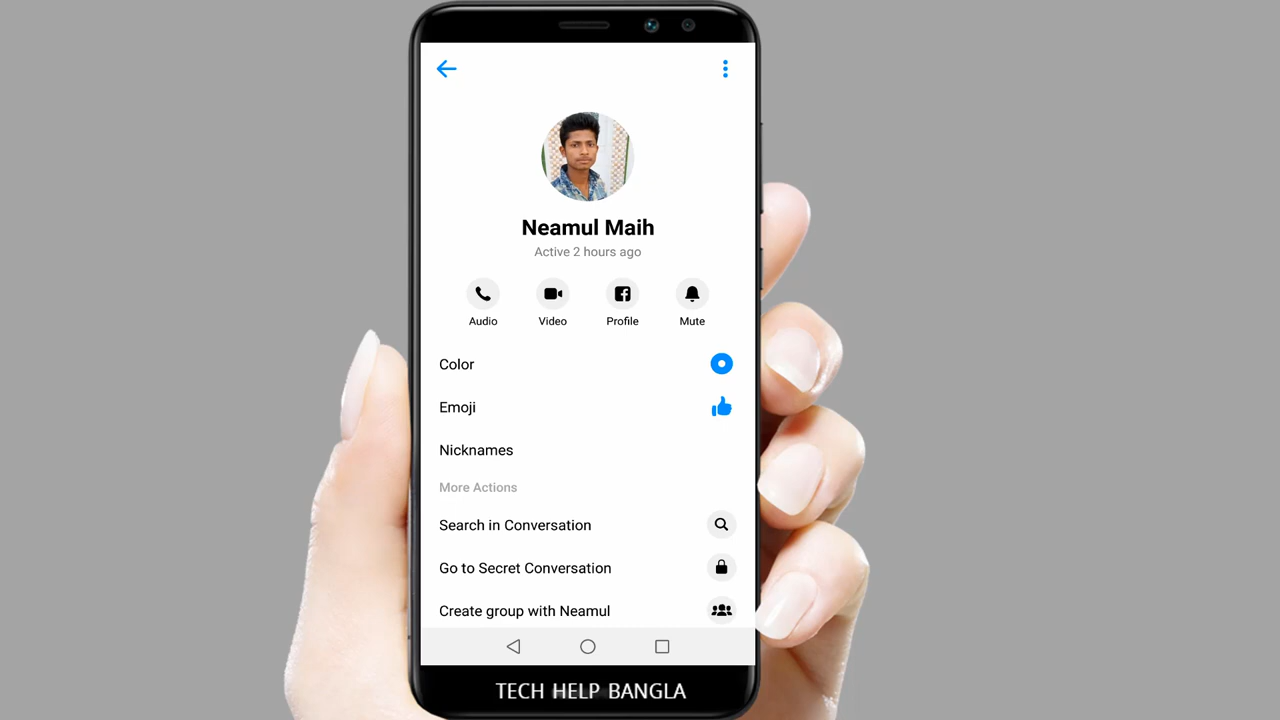 Neamul Maih
Active 2 hours ago
Audio Video Profile Mute
Color
Emoji
Nicknames
More Actions
Search in Conversation
Go to Secret Conversation
Create group with Neamul
TECH HELP BANGLA